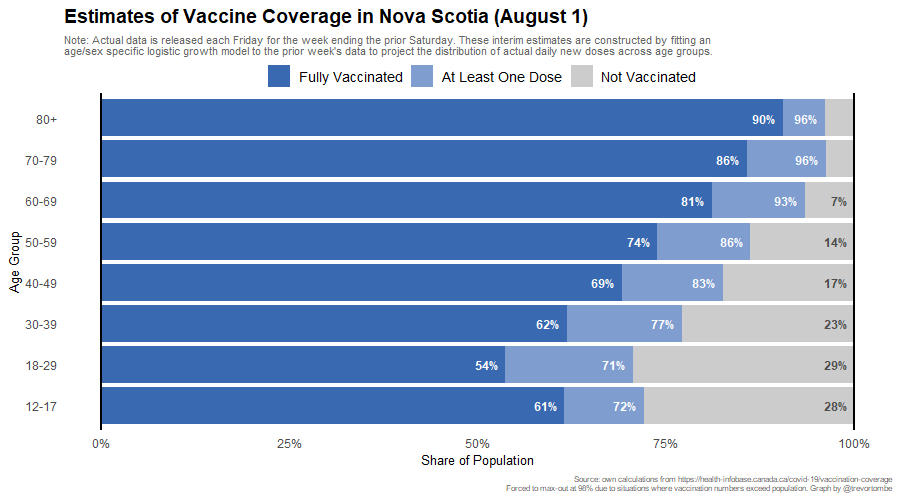 Estimates of Vaccine Coverage in Nova Scotia (August 1)
Note: Actual data is released each Friday for the week ending the prior Saturday. These interim estimates are constructed by fitting an
age/sex specific logistic growth model to the prior week's data to project the distribution of actual daily new doses across age groups.
Fully Vaccinated At Least One Dose Not Vaccinated
80+ 90% 96%
70-79 86% 96%
60-69 81% 93% 7%
50-59 74% 86% 14%
40-49 69% 83% 17%
30-39 62% 77% 23%
18-29 54% 71% 29%
12-17 61% 72% 28%
Age Group
0% 25% 50% 75% 100%
Share of Population
Source: own calculations from https://health-infobase.canada.ca/covid-19/vaccination-coverage
Forced to max-out at 98% due to situations where vaccination numbers exceed population. Graph by @trevortombe